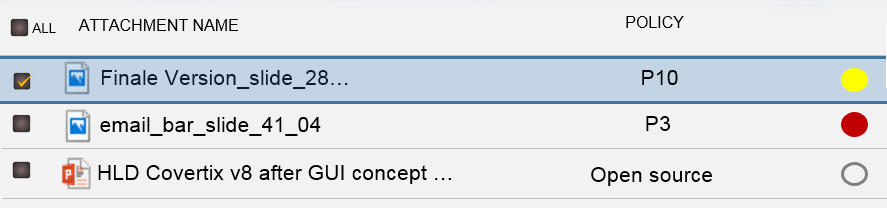 ALL ATTACHMENT NAME POLICY
Finale Version_slide_28... P10
email_bar_slide_41_04 P3
HLD Covertix v8 after GUI concept ... Open source